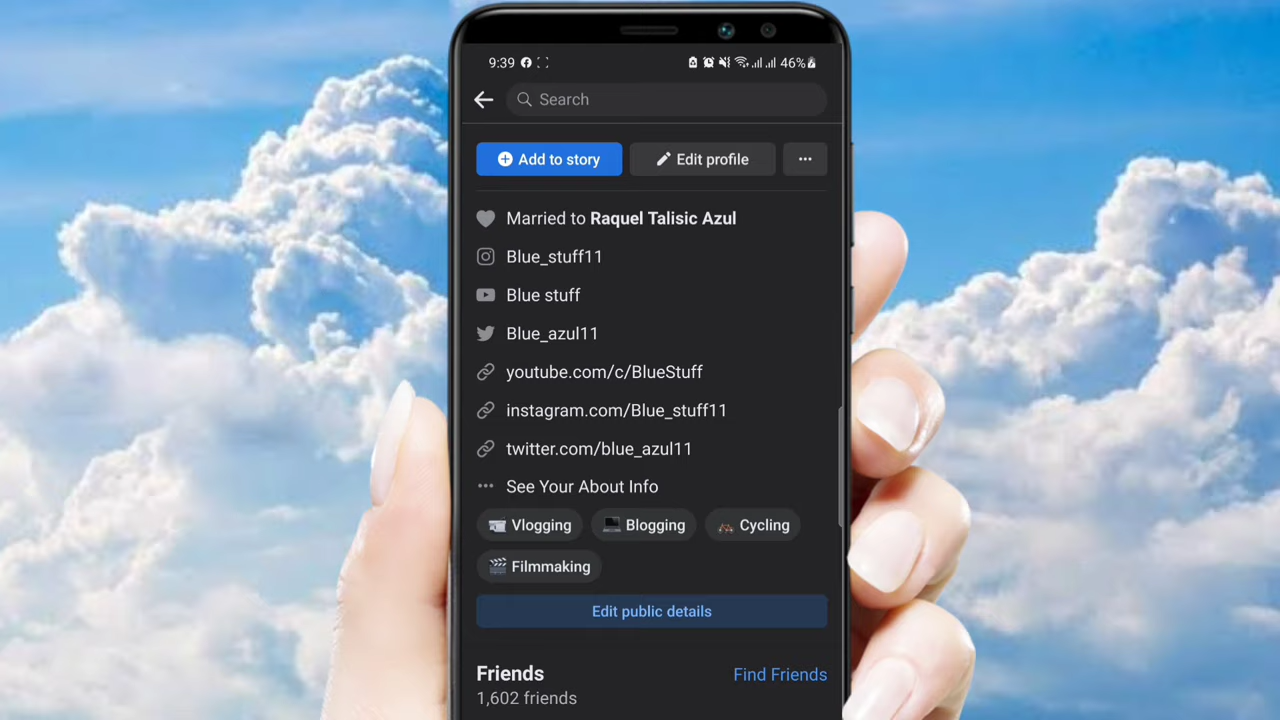 9:39 46%
Search
Add to story Edit profile
Married to Raquel Talisic Azul
Blue_stuff11
Blue stuff
Blue_azul11
youtube.com/c/BlueStuff
instagram.com/Blue_stuff11
twitter.com/blue_azul11
See Your About Info
Vlogging Blogging Cycling
Filmmaking
Edit public details
Friends Find Friends
1,602 friends